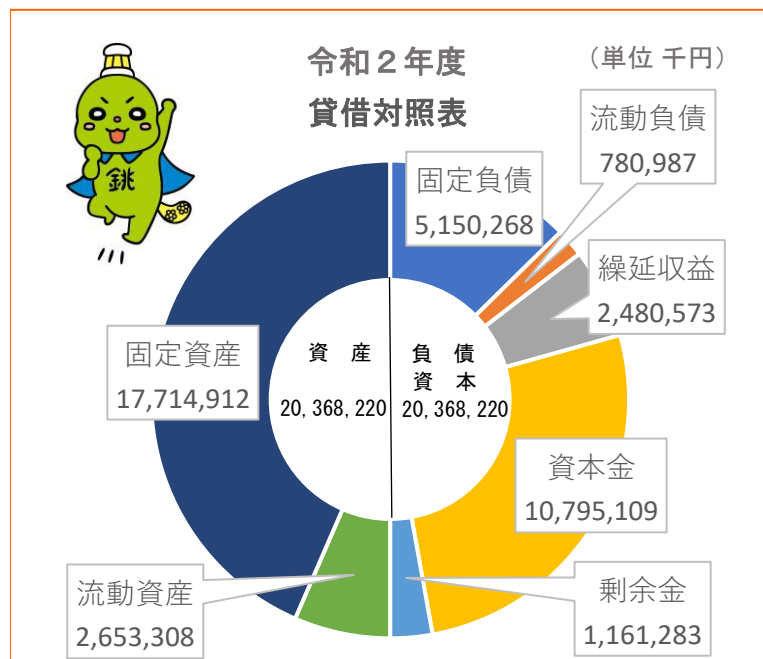 令和２年度
貸借対照表
（単位 千円）
銚
固定負債
5,150,268
流動負債
780,987
繰延収益
2,480,573
固定資産
17,714,912
資　産
20,368,220
負　債
資　本
20,368,220
資本金
10,795,109
流動資産
2,653,308
剰余金
1,161,283